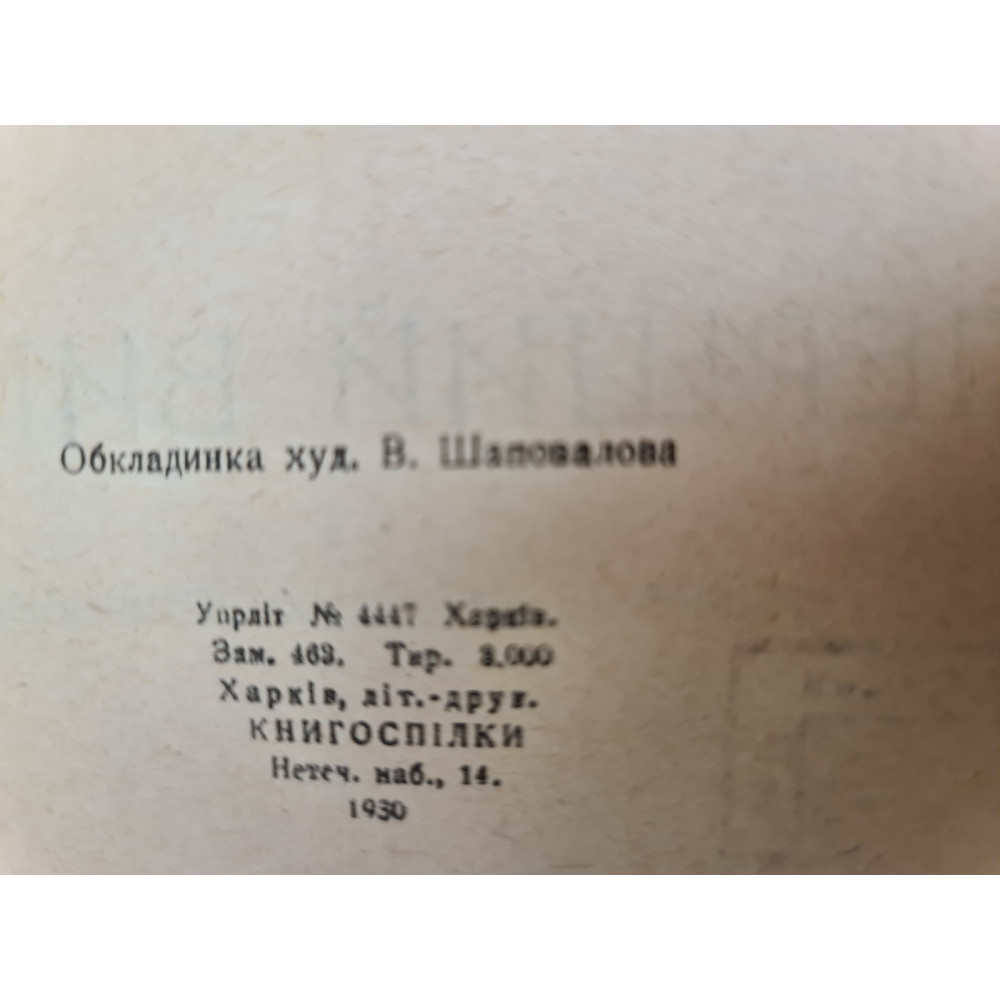 Обкладинка худ. В. Шаповалова
Упрліт № 4447 Харків.
Зам. 463. Тир. 3.000
Харків, літ.-друк.
КНИГОСПІЛКИ
Нетеч. наб., 14.
1930